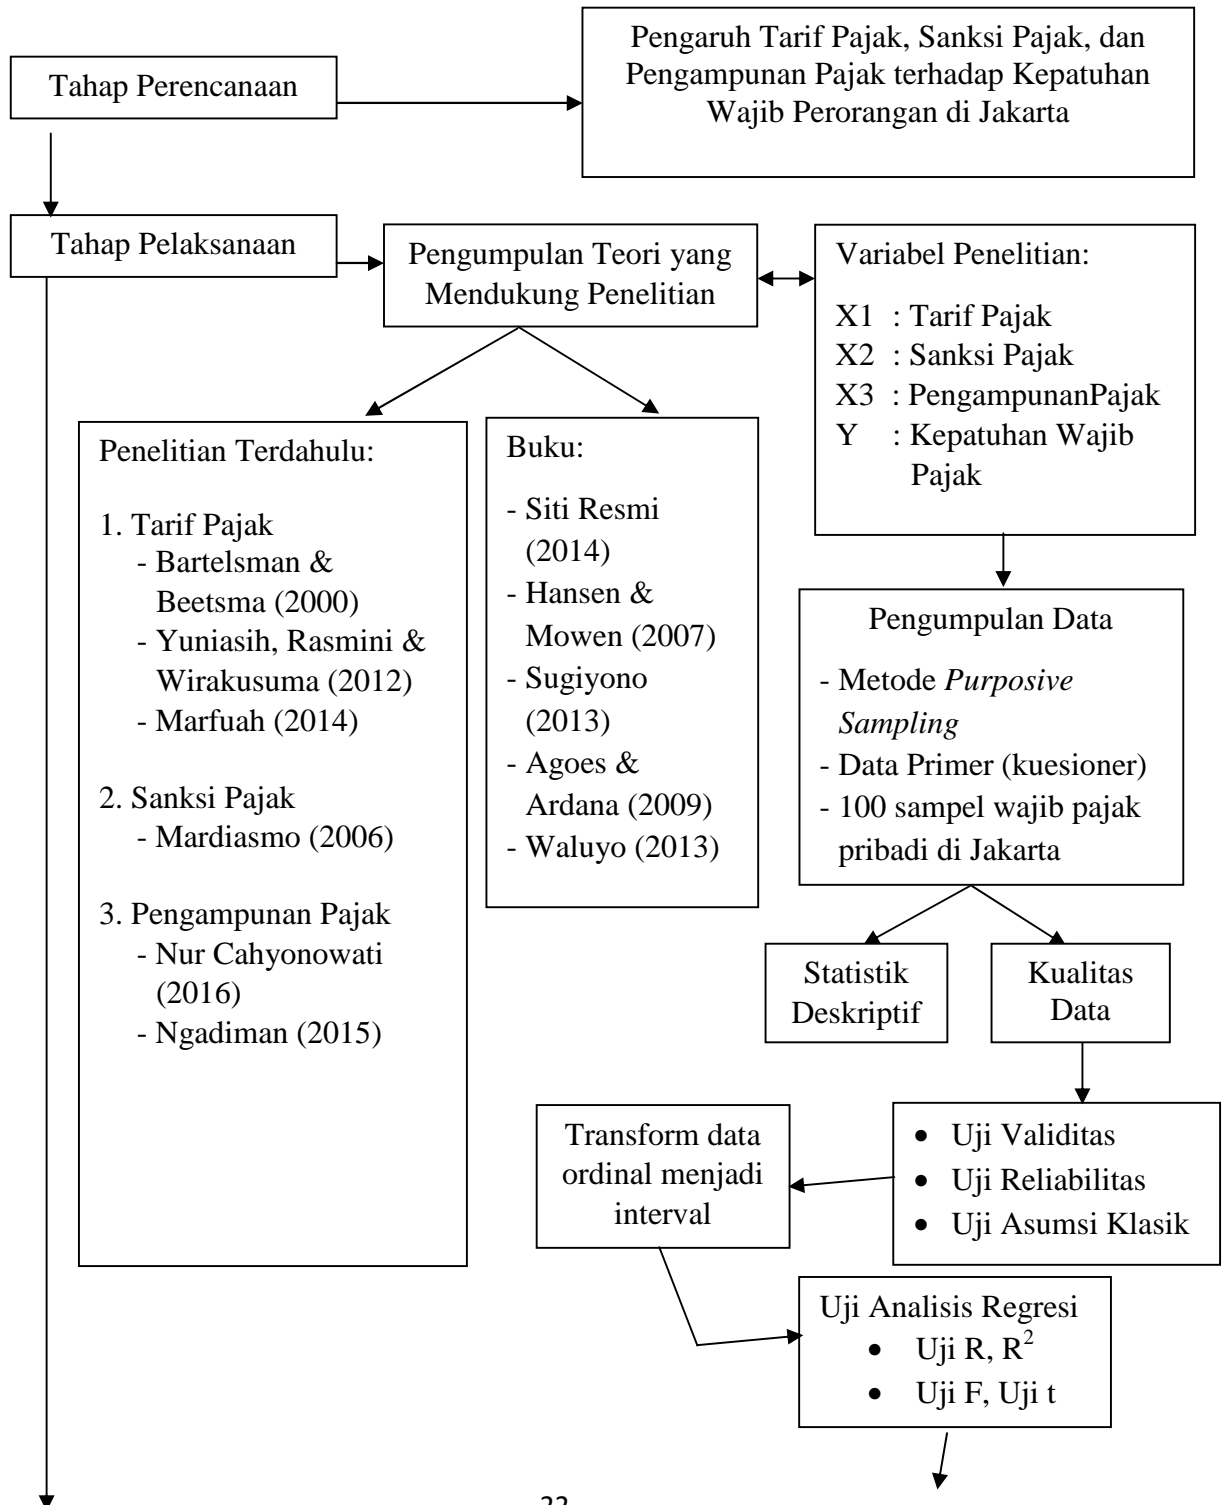 Tahap Perencanaan
Pengaruh Tarif Pajak, Sanksi Pajak, dan
Pengampunan Pajak terhadap Kepatuhan
Wajib Perorangan di Jakarta
Tahap Pelaksanaan
Pengumpulan Teori yang
Mendukung Penelitian
Variabel Penelitian:
X1 : Tarif Pajak
X2 : Sanksi Pajak
X3 : PengampunanPajak
Y : Kepatuhan Wajib
Pajak
Penelitian Terdahulu:
1. Tarif Pajak
- Bartelsman &
Beetsma (2000)
- Yuniasih, Rasmini &
Wirakusuma (2012)
- Marfuah (2014)
2. Sanksi Pajak
- Mardiasmo (2006)
3. Pengampunan Pajak
- Nur Cahyonowati
(2016)
- Ngadiman (2015)
Buku:
- Siti Resmi
(2014)
- Hansen &
Mowen (2007)
- Sugiyono
(2013)
- Agoes &
Ardana (2009)
- Waluyo (2013)
Pengumpulan Data
- Metode Purposive
Sampling
- Data Primer (kuesioner)
- 100 sampel wajib pajak
pribadi di Jakarta
Statistik
Deskriptif
Kualitas
Data
• Uji Validitas
• Uji Reliabilitas
• Uji Asumsi Klasik
Transform data
ordinal menjadi
interval
Uji Analisis Regresi
• Uji R, R²
• Uji F, Uji t
22